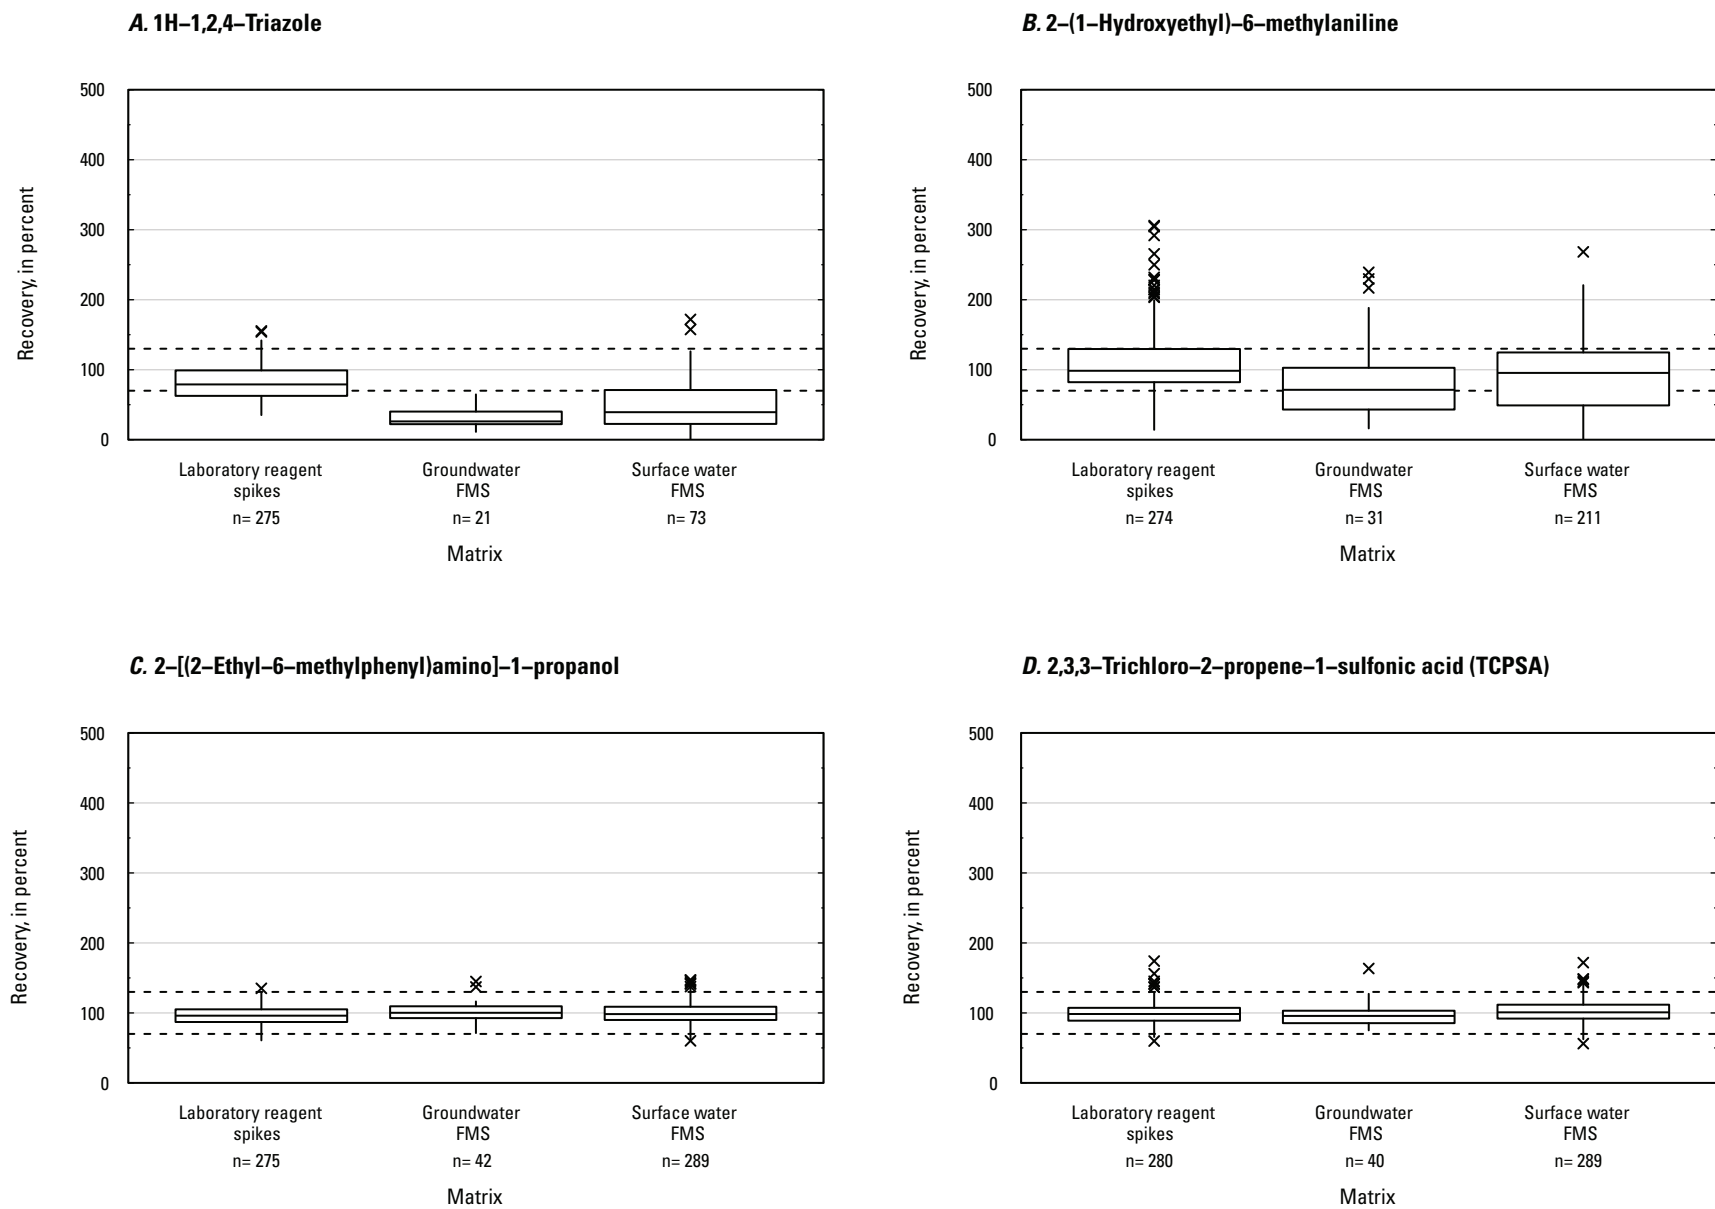 A. 1H–1,2,4–Triazole
Recovery, in percent
500
400
300
200
100
0
Laboratory reagent
spikes
n= 275
Groundwater
FMS
n= 21
Surface water
FMS
n= 73
Matrix
B. 2–(1–Hydroxyethyl)–6–methylaniline
Recovery, in percent
500
400
300
200
100
0
Laboratory reagent
spikes
n= 274
Groundwater
FMS
n= 31
Surface water
FMS
n= 211
Matrix
C. 2–[(2–Ethyl–6–methylphenyl)amino]–1–propanol
Recovery, in percent
500
400
300
200
100
0
Laboratory reagent
spikes
n= 275
Groundwater
FMS
n= 42
Surface water
FMS
n= 289
Matrix
D. 2,3,3–Trichloro–2–propene–1–sulfonic acid (TCPSA)
Recovery, in percent
500
400
300
200
100
0
Laboratory reagent
spikes
n= 280
Groundwater
FMS
n= 40
Surface water
FMS
n= 289
Matrix